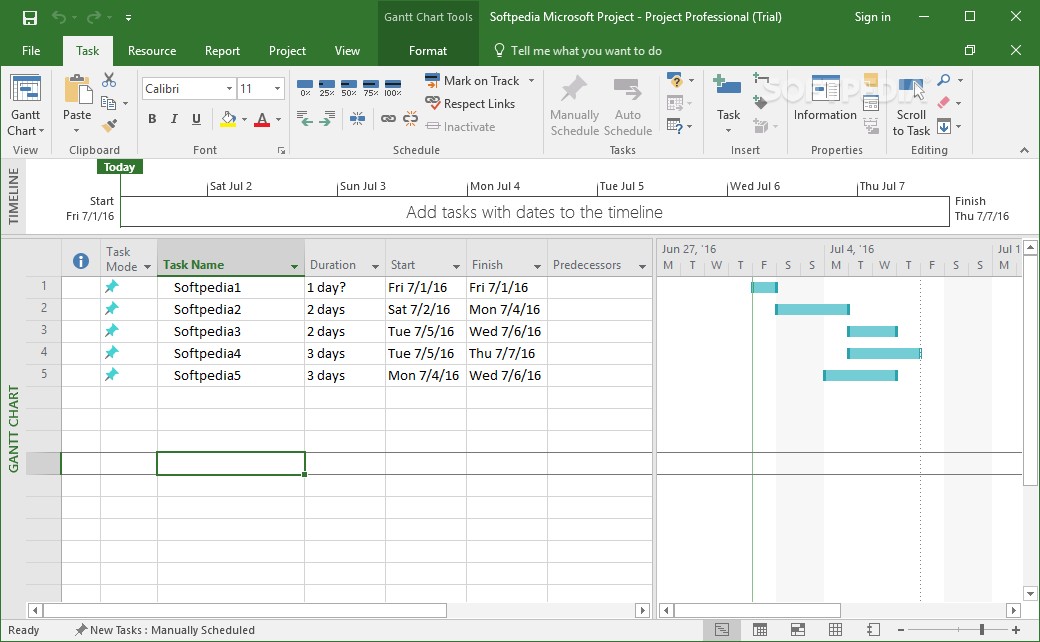 Gantt Chart Tools
Softpedia Microsoft Project - Project Professional (Trial)
Sign in
File Task Resource Report Project View Format Tell me what you want to do
Gantt
Chart
View
Paste
Clipboard
Calibri 11
B I U A
Font
0% 25% 50% 75% 100%
Mark on Track
Respect Links
Inactivate
Schedule
Manually
Schedule
Auto
Schedule
Tasks
Task
Insert
Information
Properties
Scroll
to Task
Editing
SOFTPEDIA
TIMELINE
Today
Start
Fri 7/1/16
Sat Jul 2 Sun Jul 3 Mon Jul 4 Tue Jul 5 Wed Jul 6 Thu Jul 7
Add tasks with dates to the timeline
Finish
Thu 7/7/16
GANTT CHART
Task
Mode
Task Name Duration Start Finish Predecessors
Jun 27, '16 Jul 4, '16 Jul 1
M T W T F S S M T W T F S S M
1 Softpedia1 1 day? Fri 7/1/16 Fri 7/1/16
2 Softpedia2 2 days Sat 7/2/16 Mon 7/4/16
3 Softpedia3 2 days Tue 7/5/16 Wed 7/6/16
4 Softpedia4 3 days Tue 7/5/16 Thu 7/7/16
5 Softpedia5 3 days Mon 7/4/16 Wed 7/6/16
Ready New Tasks : Manually Scheduled